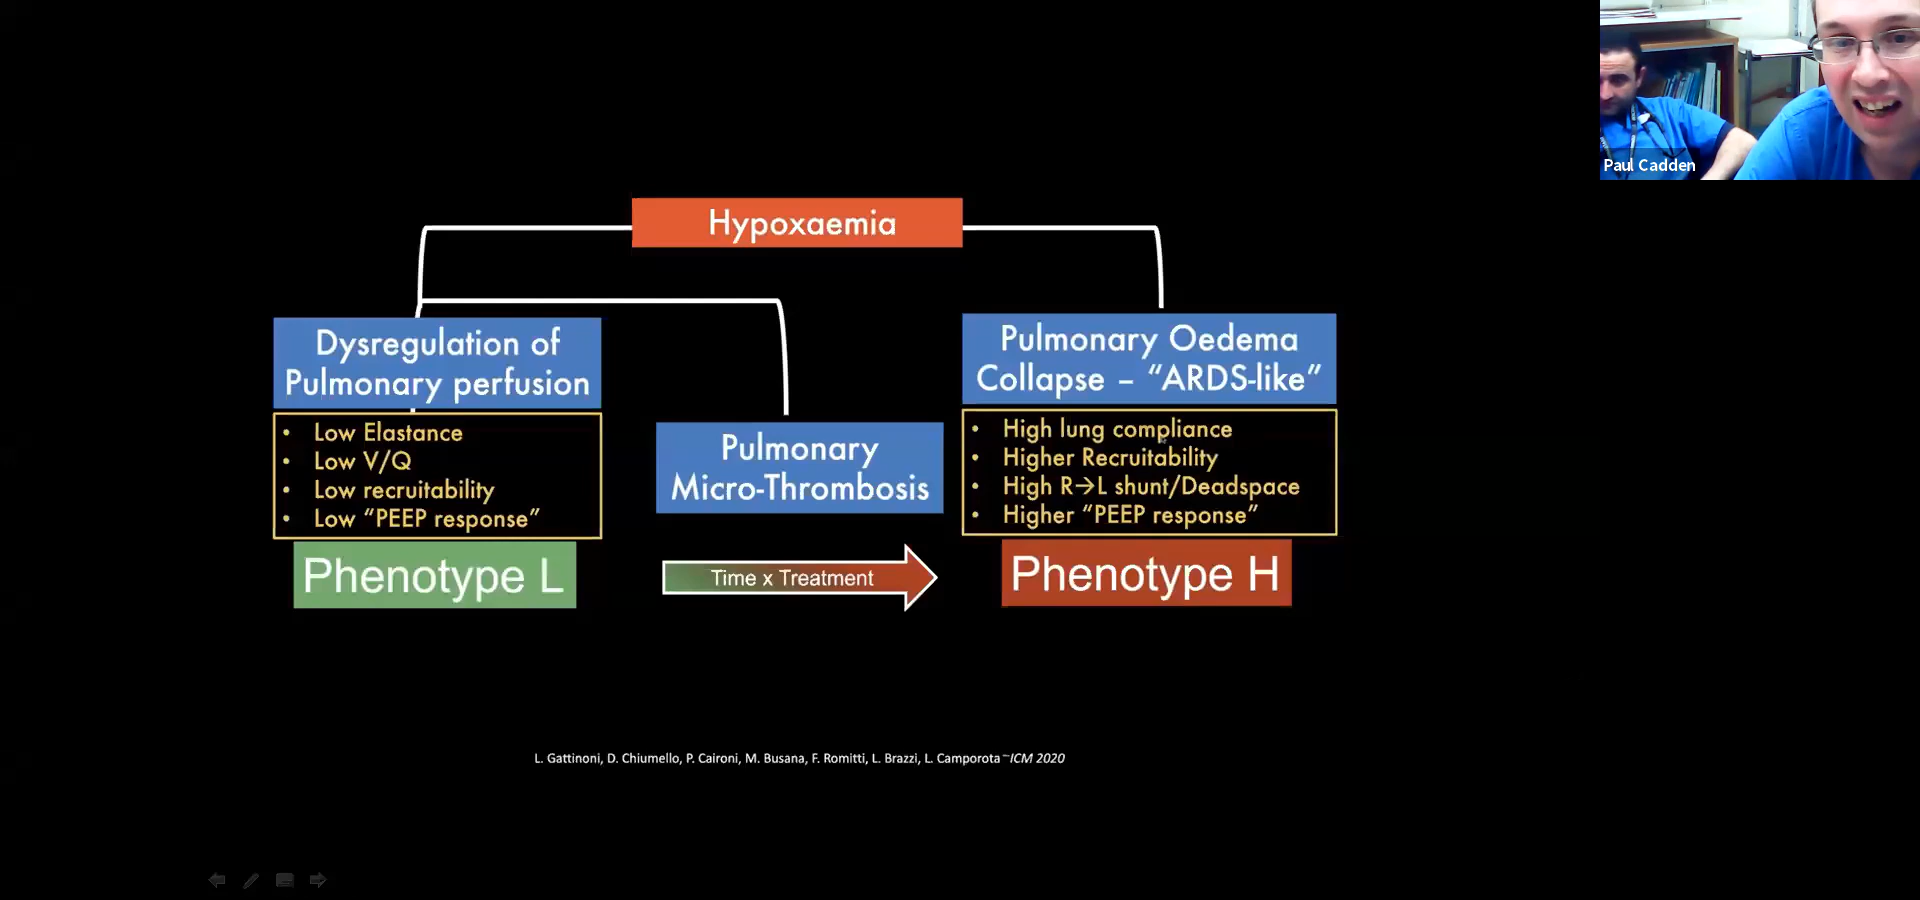 Paul Cadden
Hypoxaemia
Dysregulation of
Pulmonary perfusion
• Low Elastance
• Low V/Q
• Low recruitability
• Low “PEEP response”
Phenotype L
Pulmonary
Micro-Thrombosis
Time x Treatment
Pulmonary Oedema
Collapse – “ARDS-like”
• High lung compliance
• Higher Recruitability
• High R→L shunt/Deadspace
• Higher “PEEP response”
Phenotype H
L. Gattinoni, D. Chiumello, P. Caironi, M. Busana, F. Romitti, L. Brazzi, L. Camporota –ICM 2020